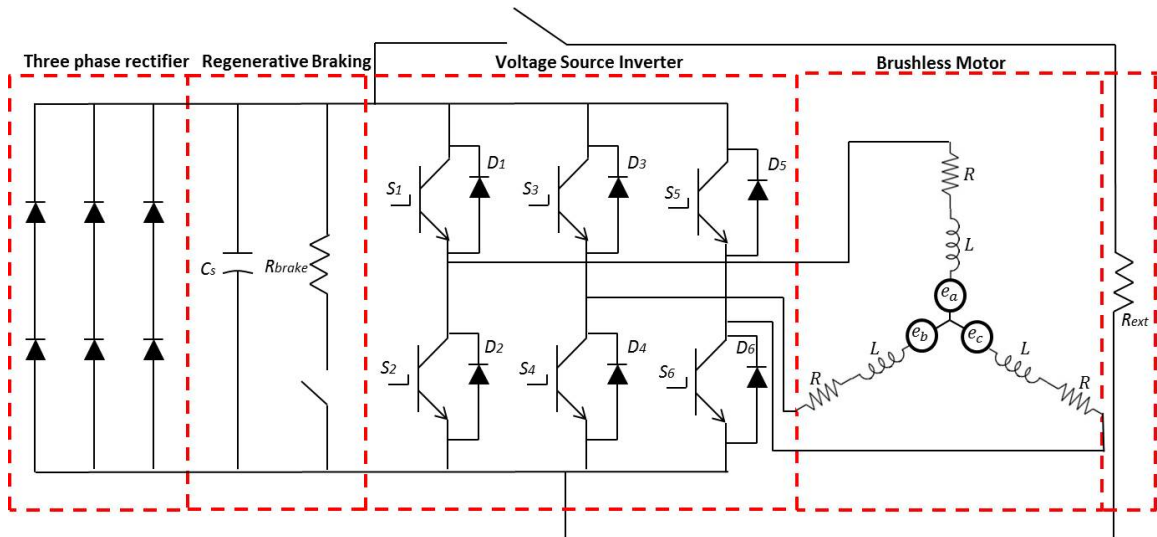 Three phase rectifier
Regenerative Braking
Voltage Source Inverter
Brushless Motor
S1
D1
S3
D3
S5
D5
R
L
Cs
Rbrake
ea
Rext
eb
ec
S2
D2
S4
D4
S6
D6
L
L
R
R